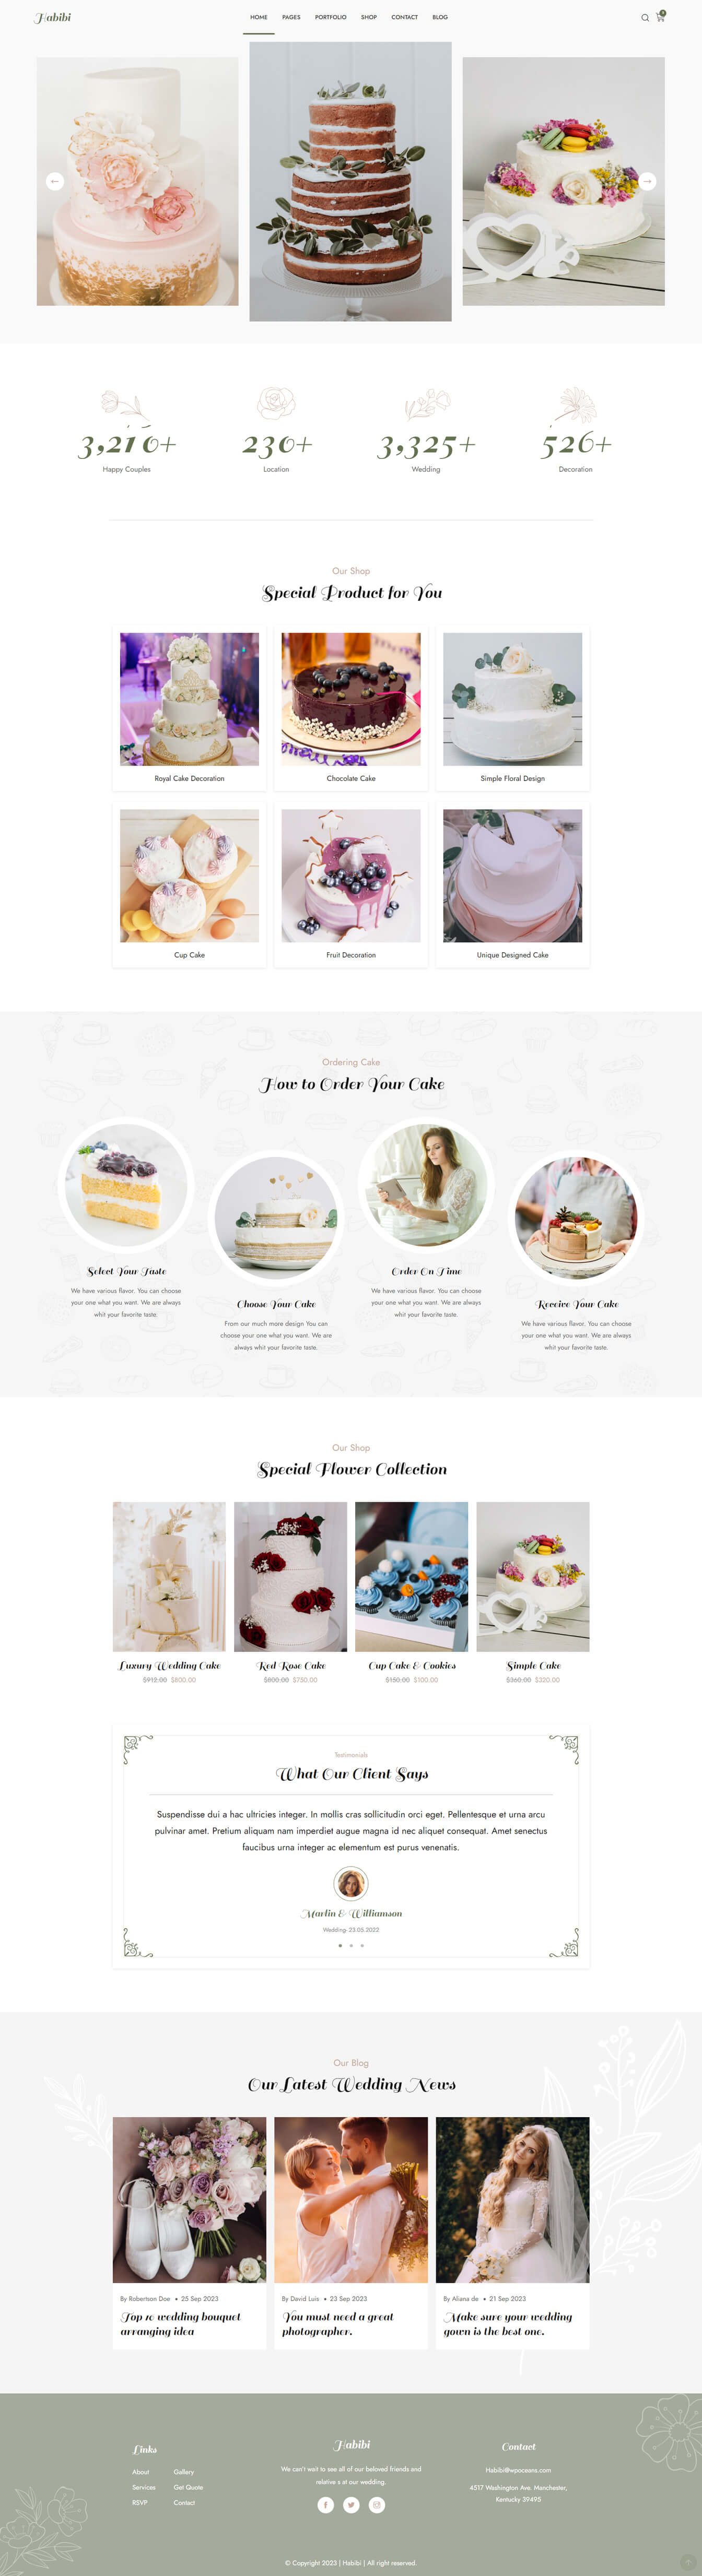 Habibi
HOME PAGES PORTFOLIO SHOP CONTACT BLOG
3,216+
Happy Couples
236+
Location
3,325+
Wedding
526+
Decoration
Our Shop
Special Product for You
Royal Cake Decoration
Chocolate Cake
Simple Floral Design
Cup Cake
Fruit Decoration
Unique Designed Cake
Ordering Cake
How to Order Your Cake
Select Your Taste
We have various flavor. You can choose
your one what you want. We are always
whit your favorite taste.
Choose Your Cake
From our much more design You can
choose your one what you want. We are
always whit your favorite taste.
Order On Time
We have various flavor. You can choose
your one what you want. We are always
whit your favorite taste.
Receive Your Cake
We have various flavor. You can choose
your one what you want. We are always
whit your favorite taste.
Our Shop
Special Flower Collection
Luxury Wedding Cake
$912.00 $800.00
Red Rose Cake
$800.00 $750.00
Cup Cake & Cookies
$150.00 $100.00
Simple Cake
$360.00 $320.00
Testimonials
What Our Client Says
Suspendisse dui a hac ultricies integer. In mollis cras sollicitudin orci eget. Pellentesque et urna arcu
pulvinar amet. Pretium aliquam nam imperdiet augue magna id nec aliquet consequat. Amet senectus
faucibus urna integer ac elementum est purus venenatis.
Martin & Williamson
Wedding: 23.05.2022
Our Blog
Our Latest Wedding News
By Robertson Doe • 25 Sep 2023
Top 10 wedding bouquet
arranging idea
By David Luis • 23 Sep 2023
You must need a great
photographer.
By Aliana de • 21 Sep 2023
Make sure your wedding
gown is the best one.
Links
About Gallery
Services Get Quote
RSVP Contact
Habibi
We can't wait to see all of our beloved friends and
relative s at our wedding.
Contact
Habibi@wpoceans.com
4517 Washington Ave. Manchester,
Kentucky 39495
© Copyright 2023 | Habibi | All right reserved.